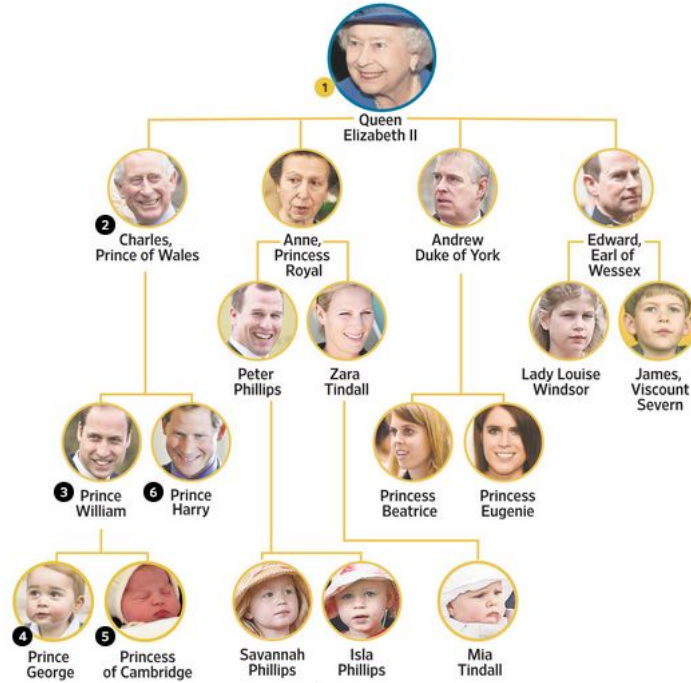 1
Queen
Elizabeth II
2
Charles,
Prince of Wales
Anne,
Princess
Royal
Andrew
Duke of York
Edward,
Earl of
Wessex
Peter
Phillips
Zara
Tindall
Lady Louise
Windsor
James,
Viscount
Severn
3
Prince
William
6
Prince
Harry
Princess
Beatrice
Princess
Eugenie
4
Prince
George
5
Princess
of Cambridge
Savannah
Phillips
Isla
Phillips
Mia
Tindall